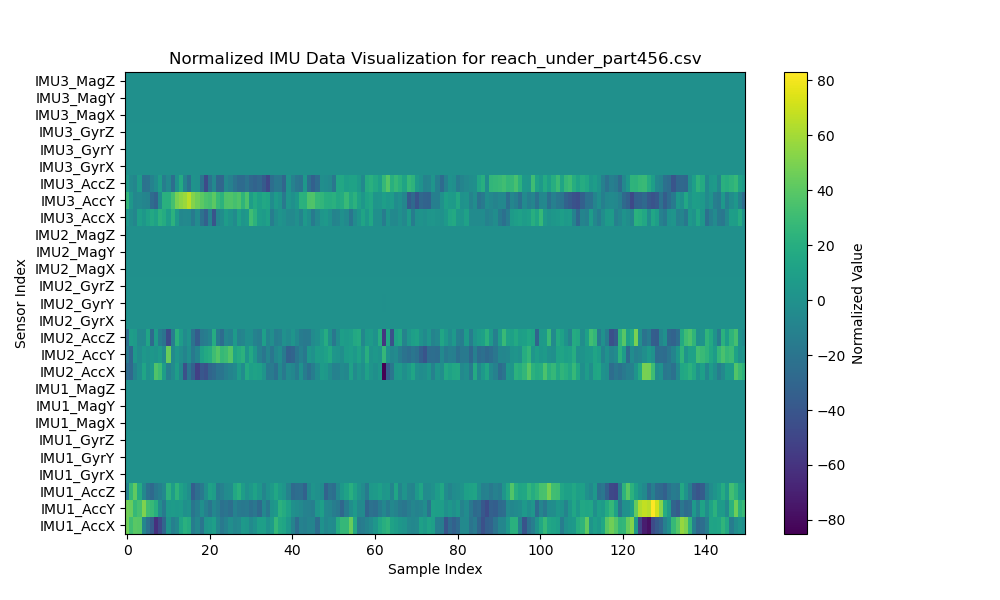 Normalized IMU Data Visualization for reach_under_part456.csv
IMU3_MagZ
IMU3_MagY
IMU3_MagX
IMU3_GyrZ
IMU3_GyrY
IMU3_GyrX
IMU3_AccZ
IMU3_AccY
IMU3_AccX
IMU2_MagZ
IMU2_MagY
IMU2_MagX
IMU2_GyrZ
IMU2_GyrY
IMU2_GyrX
IMU2_AccZ
IMU2_AccY
IMU2_AccX
IMU1_MagZ
IMU1_MagY
IMU1_MagX
IMU1_GyrZ
IMU1_GyrY
IMU1_GyrX
IMU1_AccZ
IMU1_AccY
IMU1_AccX
Sensor Index
0 20 40 60 80 100 120 140
Sample Index
80
60
40
20
0
−20
−40
−60
−80
Normalized Value